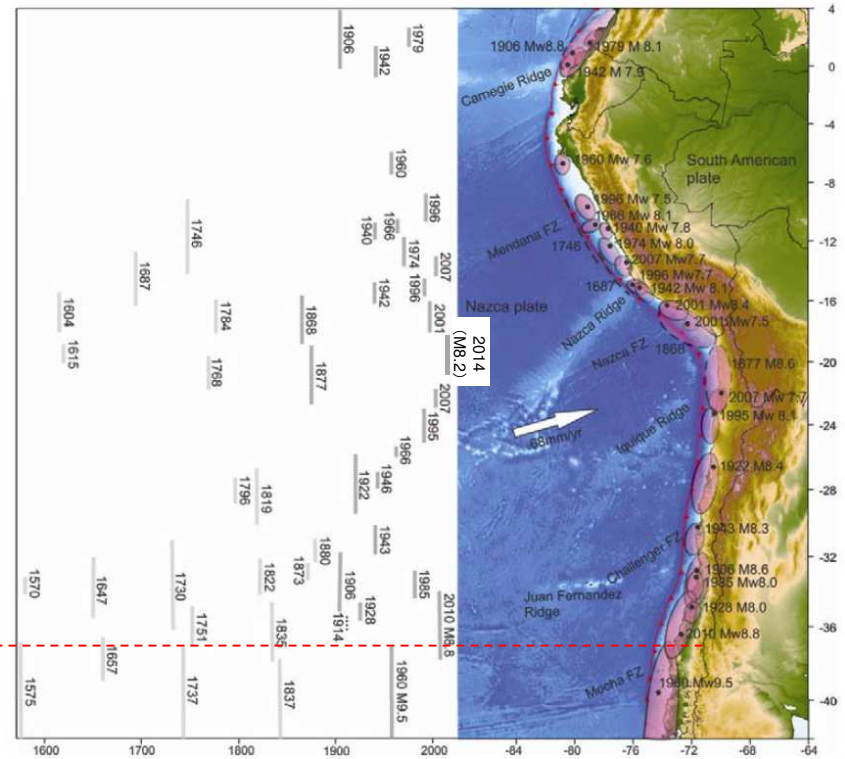 1906
1979
1942
1960
1996
1966
1940
1974
2007
1746
1687
1996
1942
2001
1604
1784
1868
1615
2014
(M8.2)
1768
1877
2007
1995
1966
1946
1922
1796
1819
1943
1880
1873
1906
1985
1570
1647
1730
1822
1928
2010 M8.8
1751
1835
1914
1657
1575
1737
1837
1960 M9.5
1600
1700
1800
1900
2000
1906 Mw8.8
1979 M 8.1
1942 M 7.9
Carnegie Ridge
1960 Mw 7.6
South American
plate
1996 Mw 7.5
1966 Mw 8.1
1940 Mw 7.8
Mendana FZ
1746
1974 Mw 8.0
2007 Mw7.7
1996 Mw7.7
1687
1942 Mw 8.1
Nazca plate
2001 Mw8.4
2001 Mw7.5
Nazca Ridge
Nazca FZ
1868
1877 M8.6
2007 Mw 7.7
1995 Mw 8.1
68mm/yr
Iquique Ridge
1922 M8.4
1943 M8.3
Challenger FZ
1906 M8.6
1985 Mw8.0
Juan Fernandez
Ridge
1928 M8.0
2010 Mw8.8
Mocha FZ
1960 Mw9.5
4
0
-4
-8
-12
-16
-20
-24
-28
-32
-36
-40
-84
-80
-76
-72
-68
-64